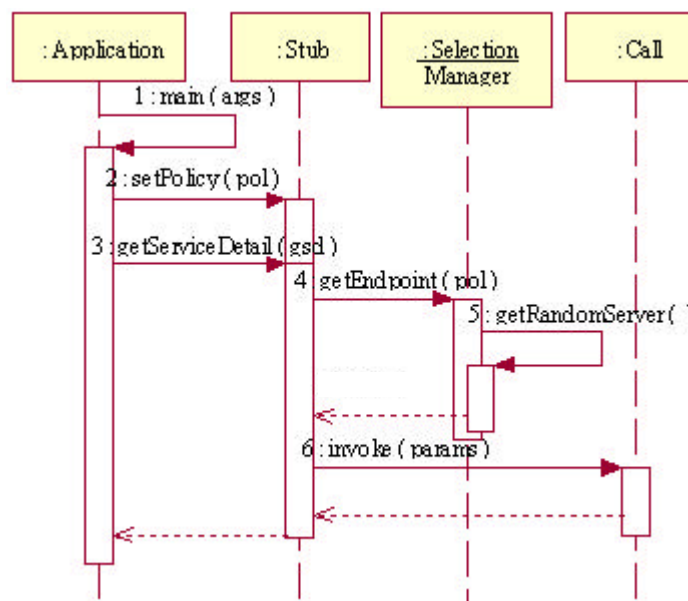 : Application
: Stub
: Selection
Manager
: Call
1 : main ( args )
2 : setPolicy ( pol )
3 : getServiceDetail ( gsd )
4 : getEndpoint ( pol )
5 : getRandomServer ( )
6 : invoke ( params )